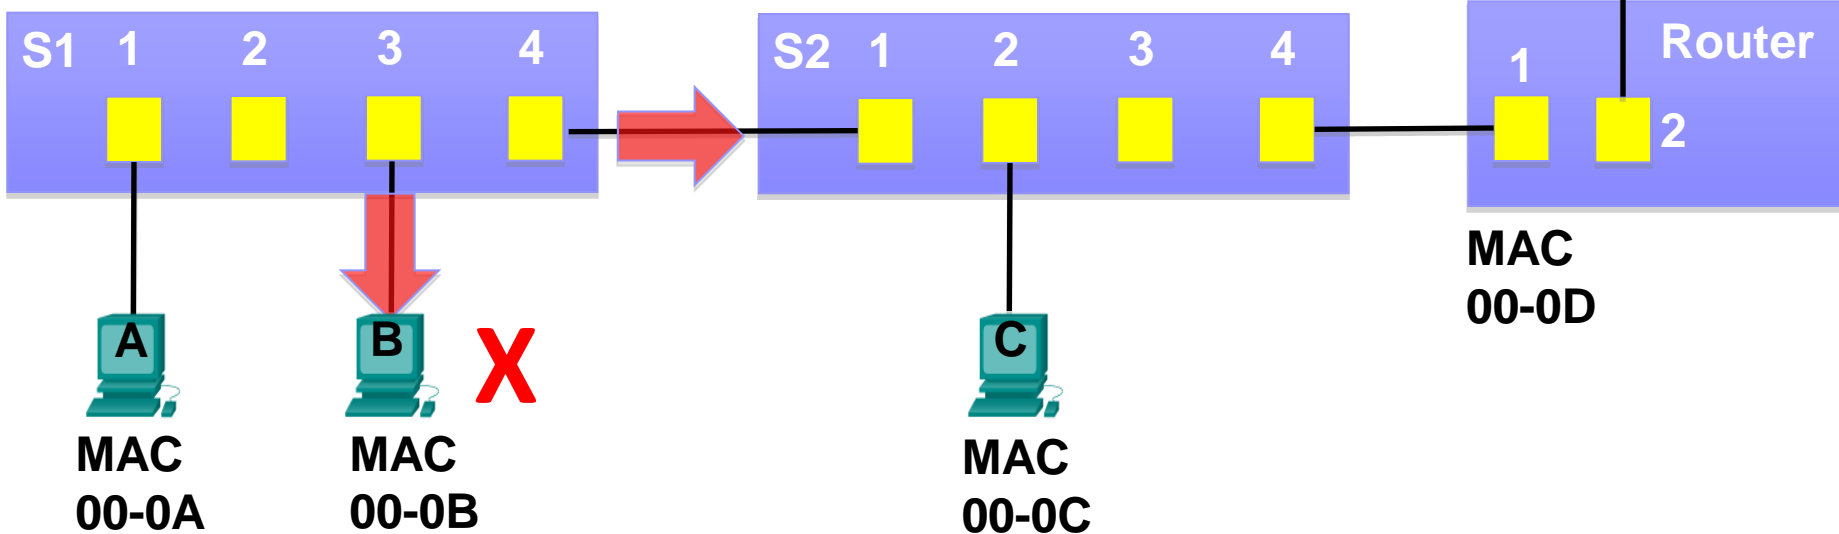 S1 1 2 3 4
S2 1 2 3 4
1 Router
2
A
B
X
C
MAC
00-0A
MAC
00-0B
MAC
00-0C
MAC
00-0D